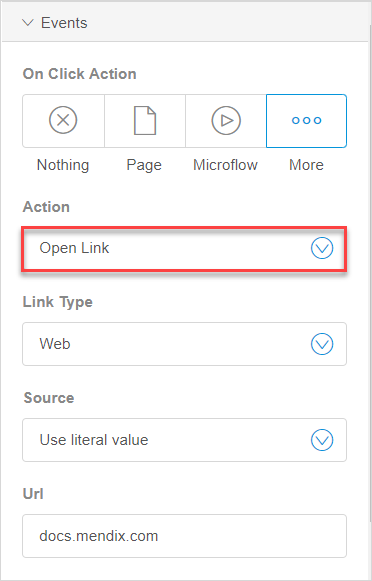 Events
On Click Action
Nothing Page Microflow More
Action
Open Link
Link Type
Web
Source
Use literal value
Url
docs.mendix.com